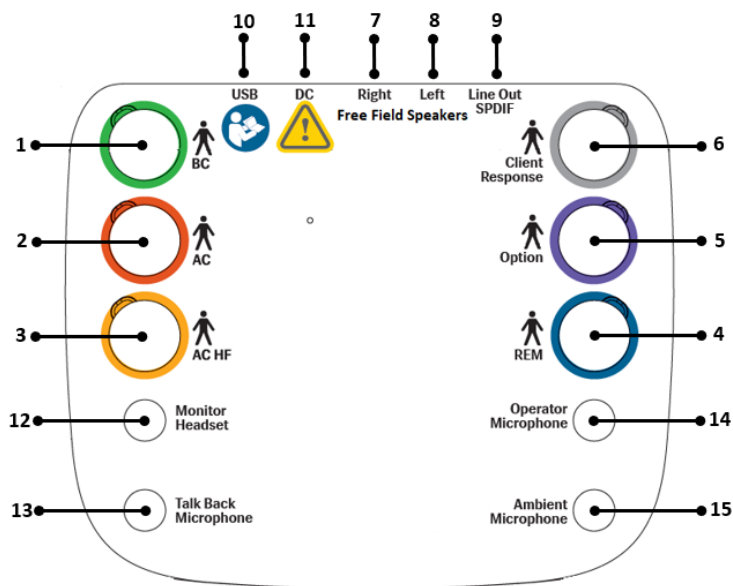 10 11 7 8 9
USB DC Right Left Line Out
SPDIF
Free Field Speakers
1
BC
6
Client
Response
2
AC
5
Option
3
AC HF
4
REM
12
Monitor
Headset
14
Operator
Microphone
13
Talk Back
Microphone
15
Ambient
Microphone